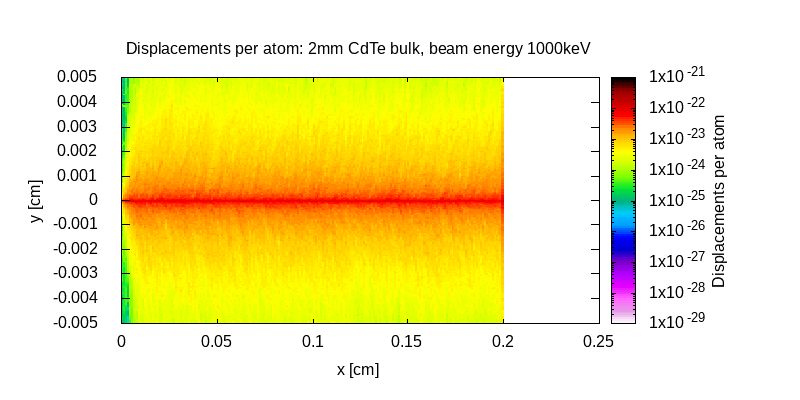 Displacements per atom: 2mm CdTe bulk, beam energy 1000keV
0.005
0.004
0.003
0.002
0.001
0
-0.001
-0.002
-0.003
-0.004
-0.005
y [cm]
0 0.05 0.1 0.15 0.2 0.25
x [cm]
1x10-21
1x10-22
1x10-23
1x10-24
1x10-25
1x10-26
1x10-27
1x10-28
1x10-29
Displacements per atom